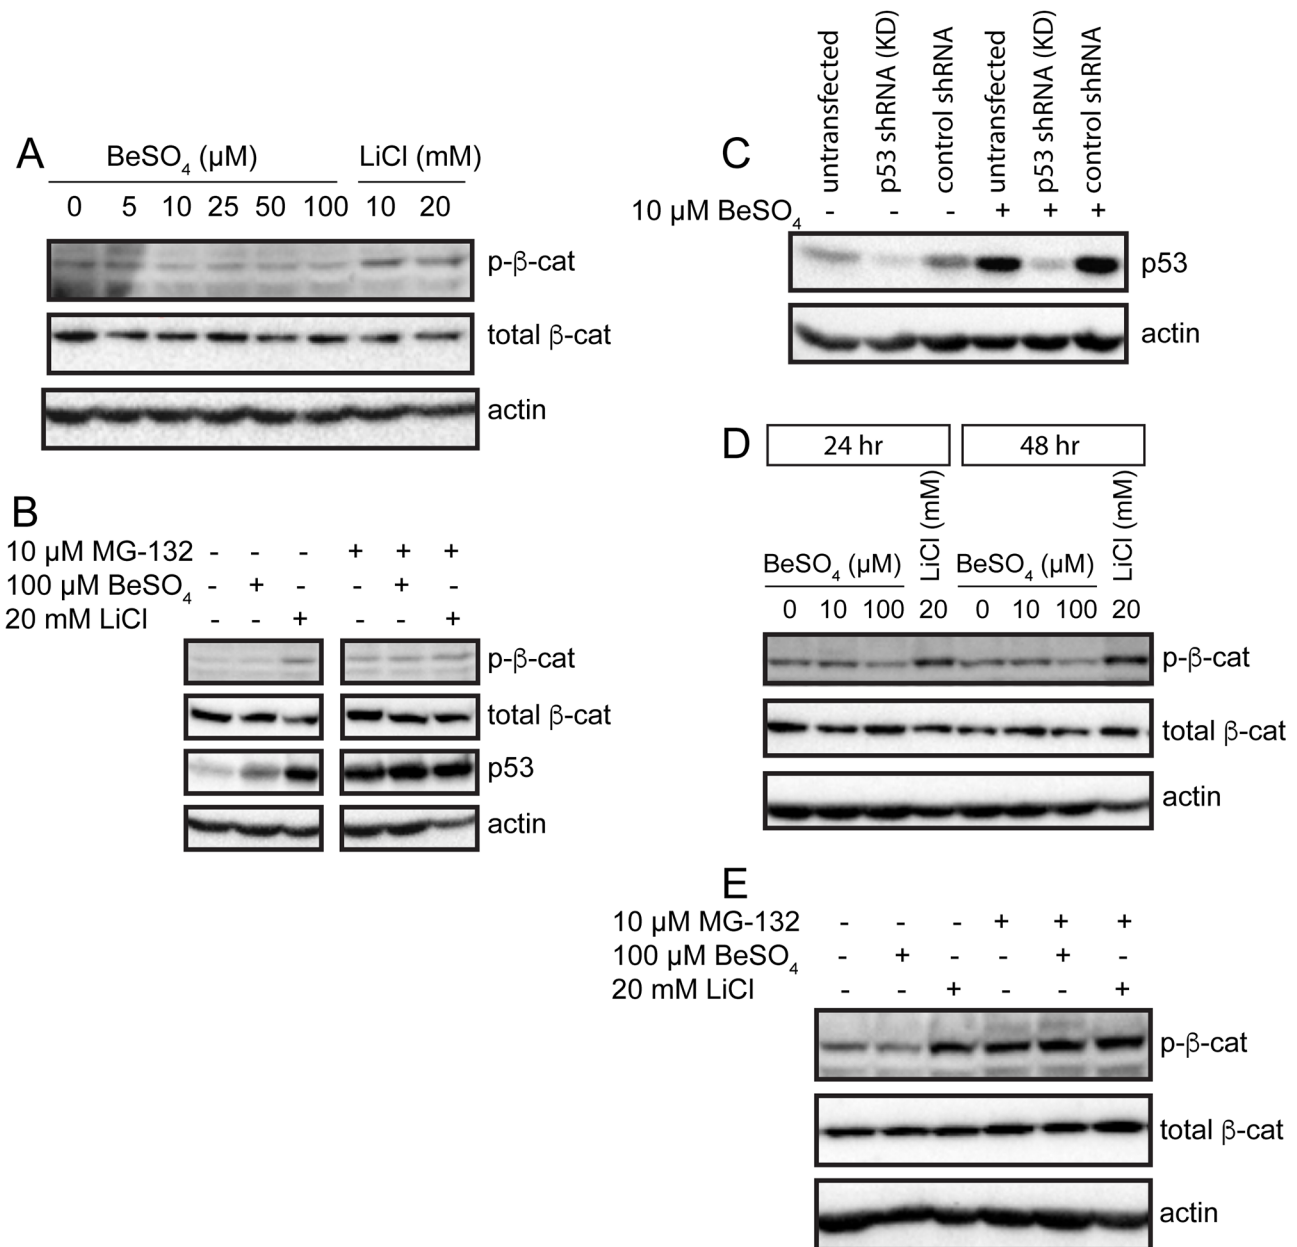 A
BeSO4 (µM) LiCl (mM)
0 5 10 25 50 100 10 20
p-β-cat
total β-cat
actin
B
10 µM MG-132 - - - + + +
100 µM BeSO4 - + - - + -
20 mM LiCl - - + - - +
p-β-cat
total β-cat
p53
actin
C
untransfected
p53 shRNA (KD)
control shRNA
untransfected
p53 shRNA (KD)
control shRNA
10 µM BeSO4 - - - + + +
p53
actin
D
24 hr 48 hr
BeSO4 (µM) LiCl (mM) BeSO4 (µM) LiCl (mM)
0 10 100 20 0 10 100 20
p-β-cat
total β-cat
actin
E
10 µM MG-132 - - - + + +
100 µM BeSO4 - + - - + -
20 mM LiCl - - + - - +
p-β-cat
total β-cat
actin